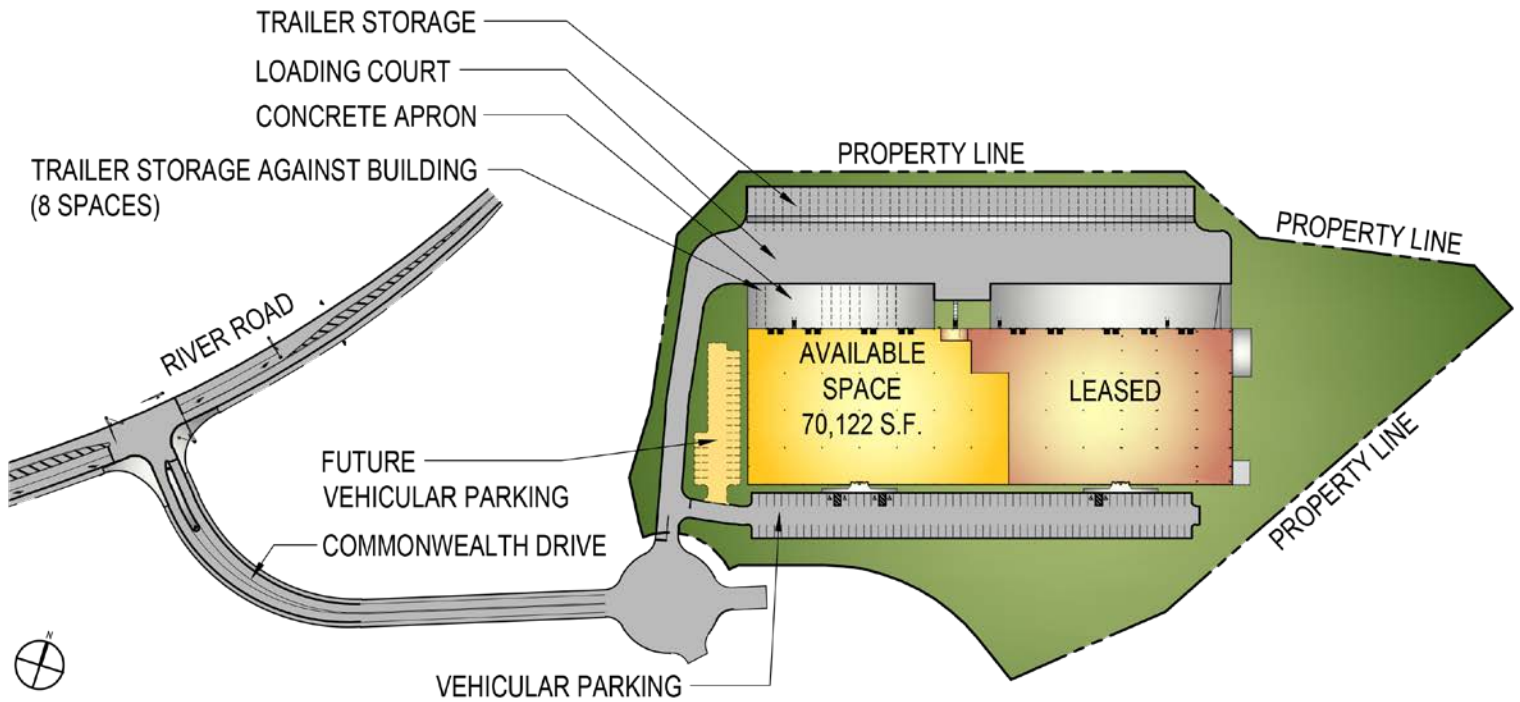 TRAILER STORAGE
LOADING COURT
CONCRETE APRON
TRAILER STORAGE AGAINST BUILDING
(8 SPACES)
PROPERTY LINE
PROPERTY LINE
RIVER ROAD
AVAILABLE
SPACE
70,122 S.F.
LEASED
PROPERTY LINE
FUTURE
VEHICULAR PARKING
COMMONWEALTH DRIVE
N
VEHICULAR PARKING